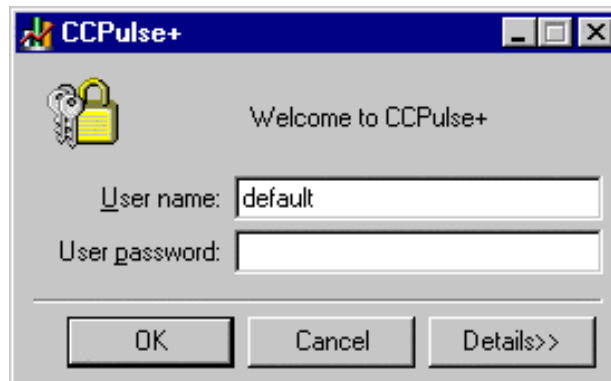 CCPulse+
Welcome to CCPulse+
User name: default
User password:
OK Cancel Details>>